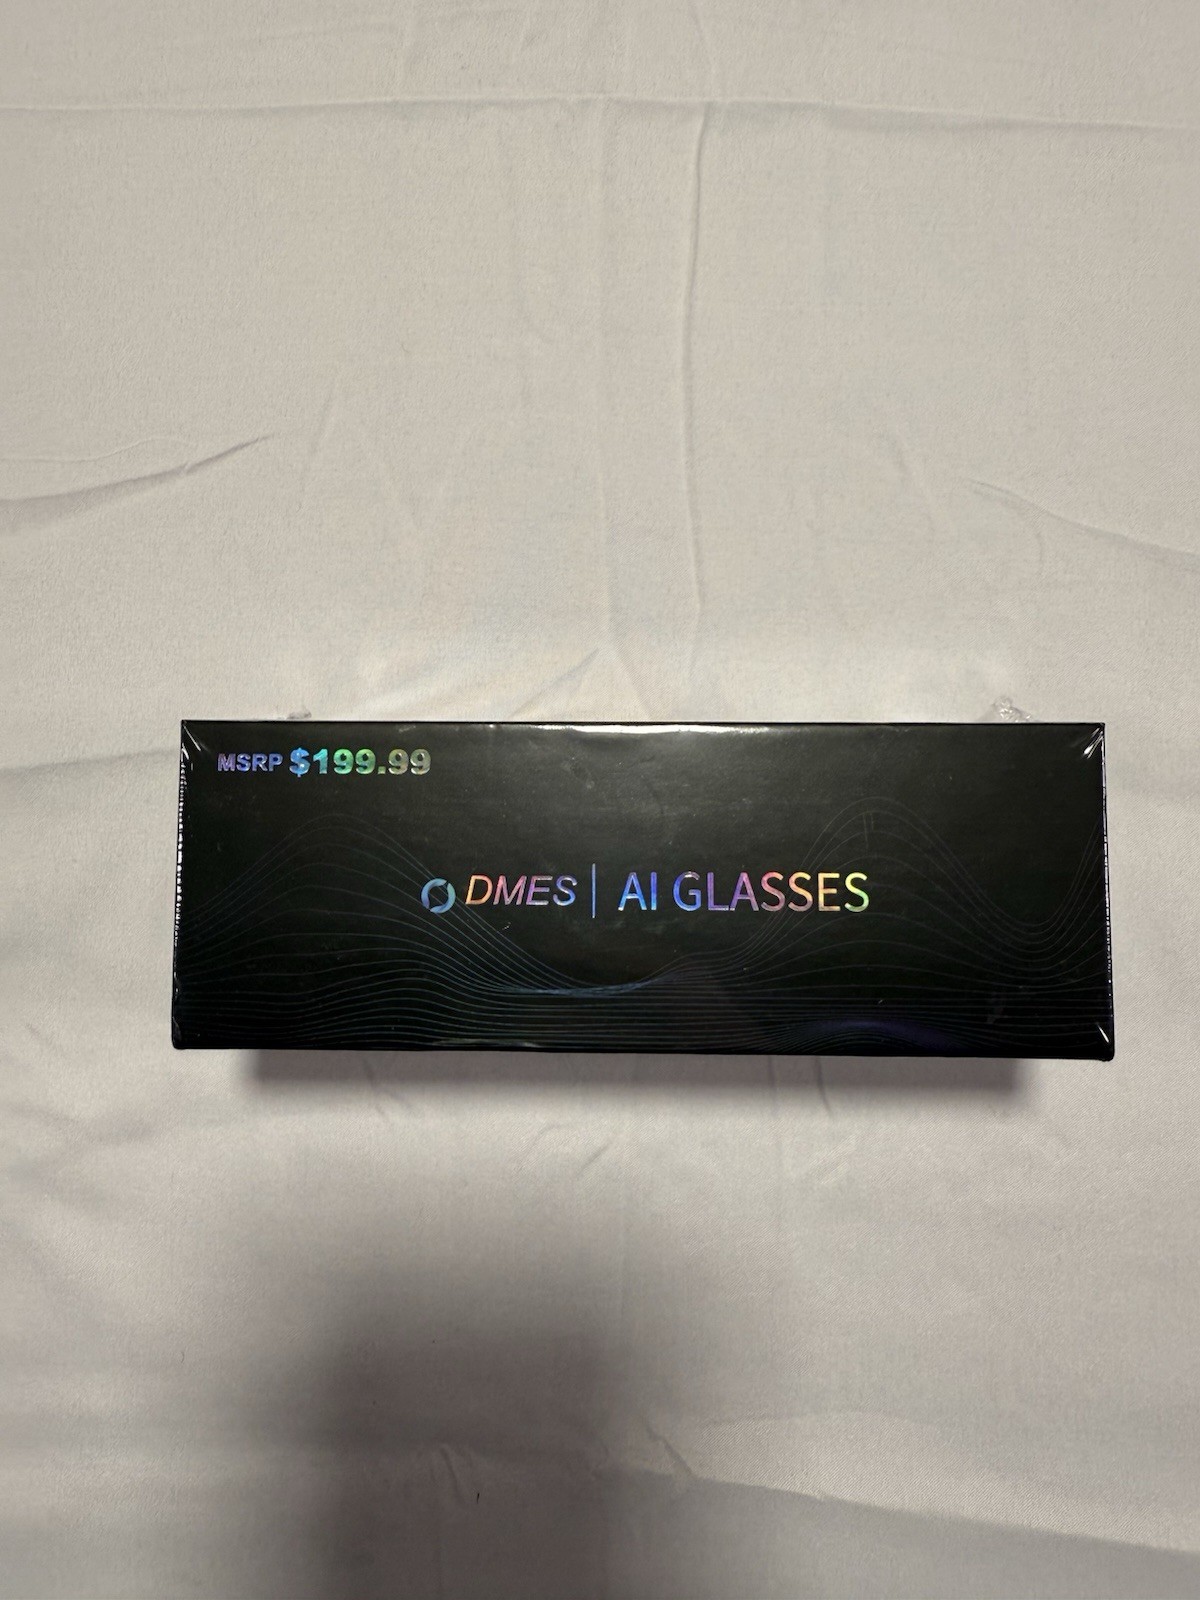 MSRP $199.99
DMES | AI GLASSES